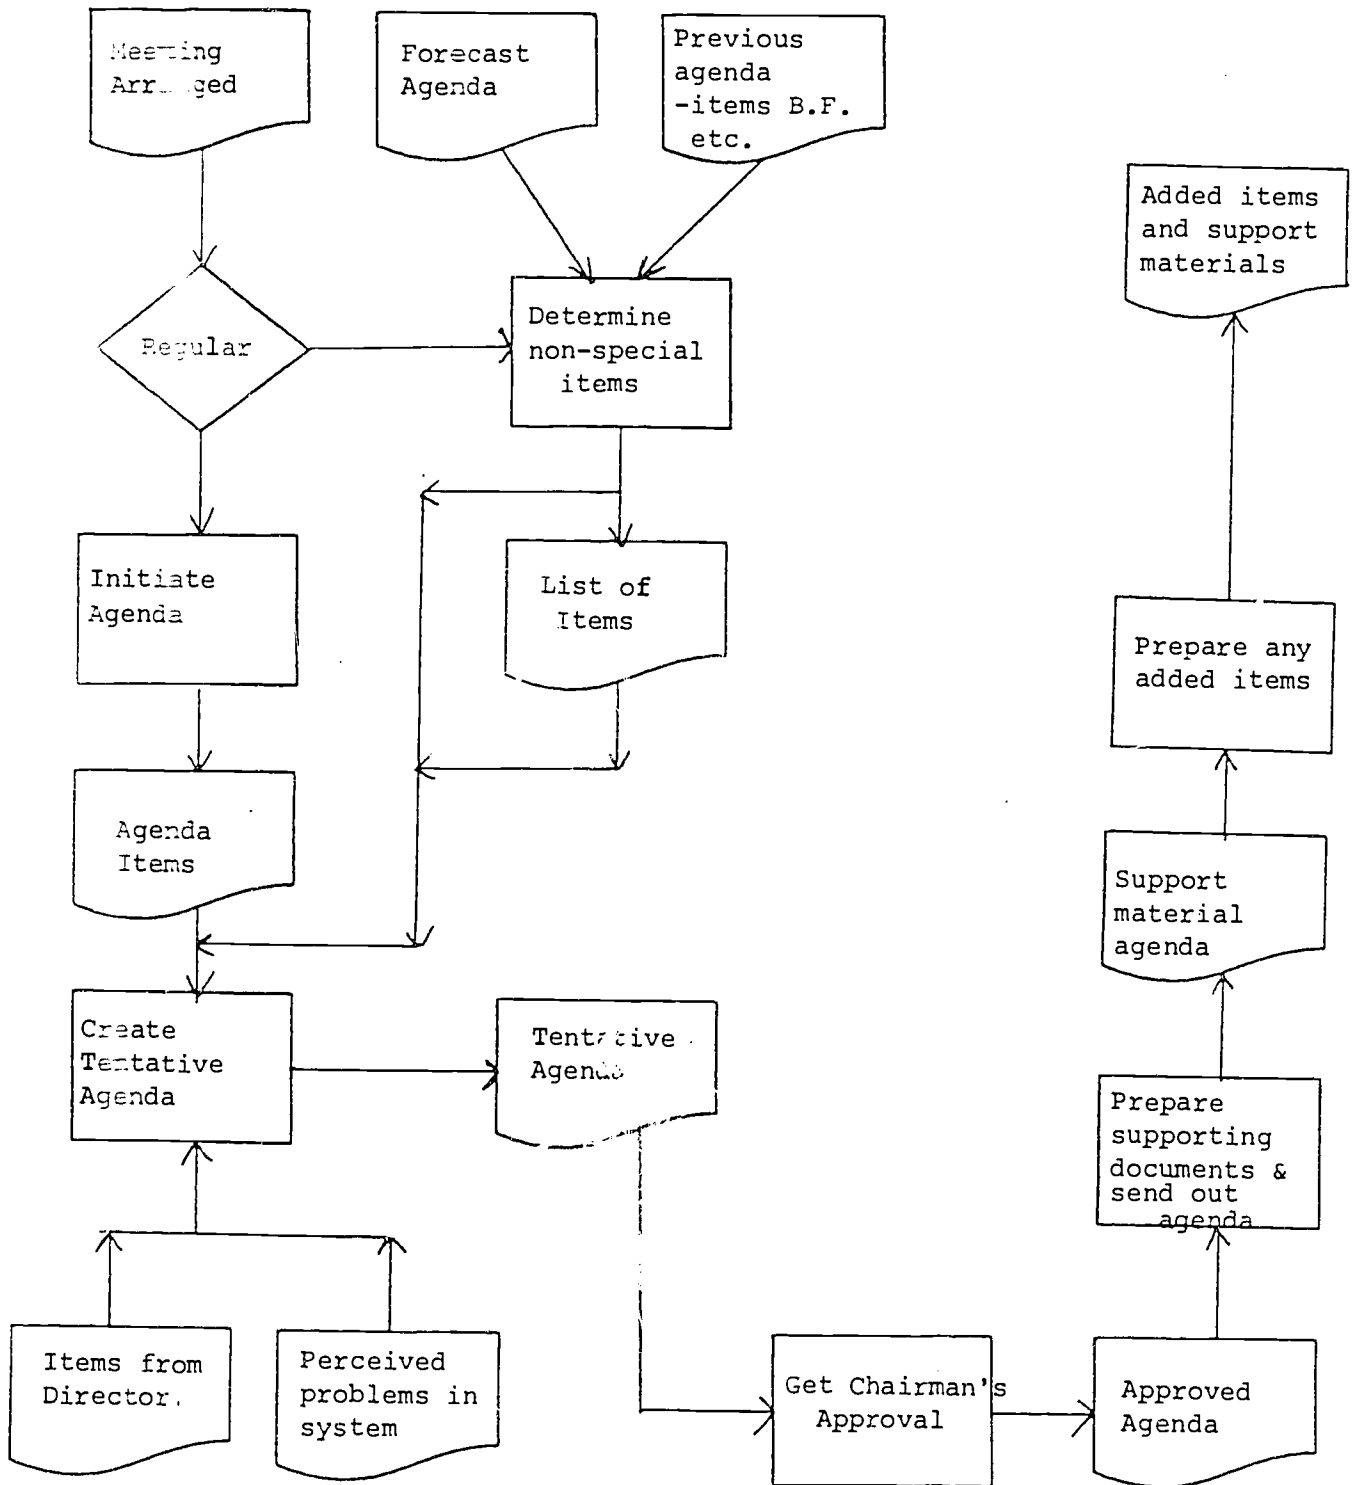 Meeting
Arranged
Forecast
Agenda
Previous
agenda
-items B.F.
etc.
Added items
and support
materials
Regular
Determine
non-special
items
Initiate
Agenda
List of
Items
Prepare any
added items
Agenda
Items
Support
material
agenda
Create
Tentative
Agenda
Tentative
Agenda
Prepare
supporting
documents &
send out
agenda
Items from
Director.
Perceived
problems in
system
Get Chairman's
Approval
Approved
Agenda